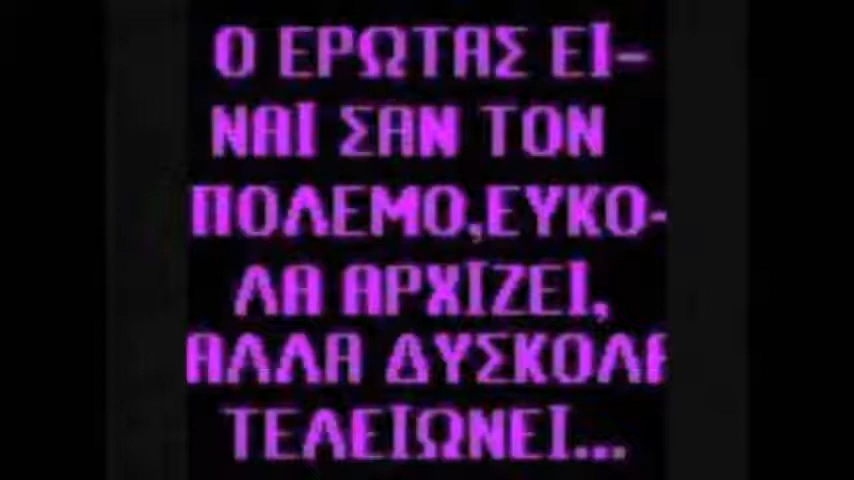 Ο ΕΡΩΤΑΣ ΕΙ-
ΝΑΙ ΣΑΝ ΤΟΝ
ΠΟΛΕΜΟ,ΕΥΚΟ-
ΛΑ ΑΡΧΙΖΕΙ,
ΑΛΛΑ ΔΥΣΚΟΛΑ
ΤΕΛΕΙΩΝΕΙ...